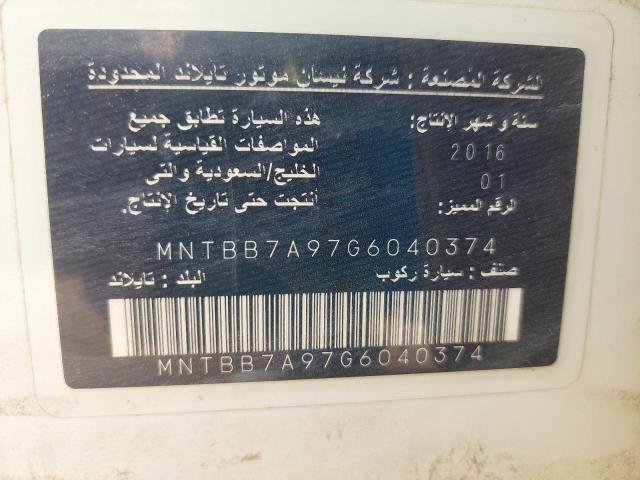 الشركة المصنعة : شركة نيسان موتور تايلاند المحدودة
سنة و شهر الإنتاج:
2016
01
الرقم المميز:
هذه السيارة تطابق جميع
المواصفات القياسية لسيارات
الخليج/السعودية والتى
أنتجت حتى تاريخ الإنتاج.
MNTBB7A97G6040374
صنف : سيارة ركوب
البلد : تايلاند
MNTBB7A97G6040374